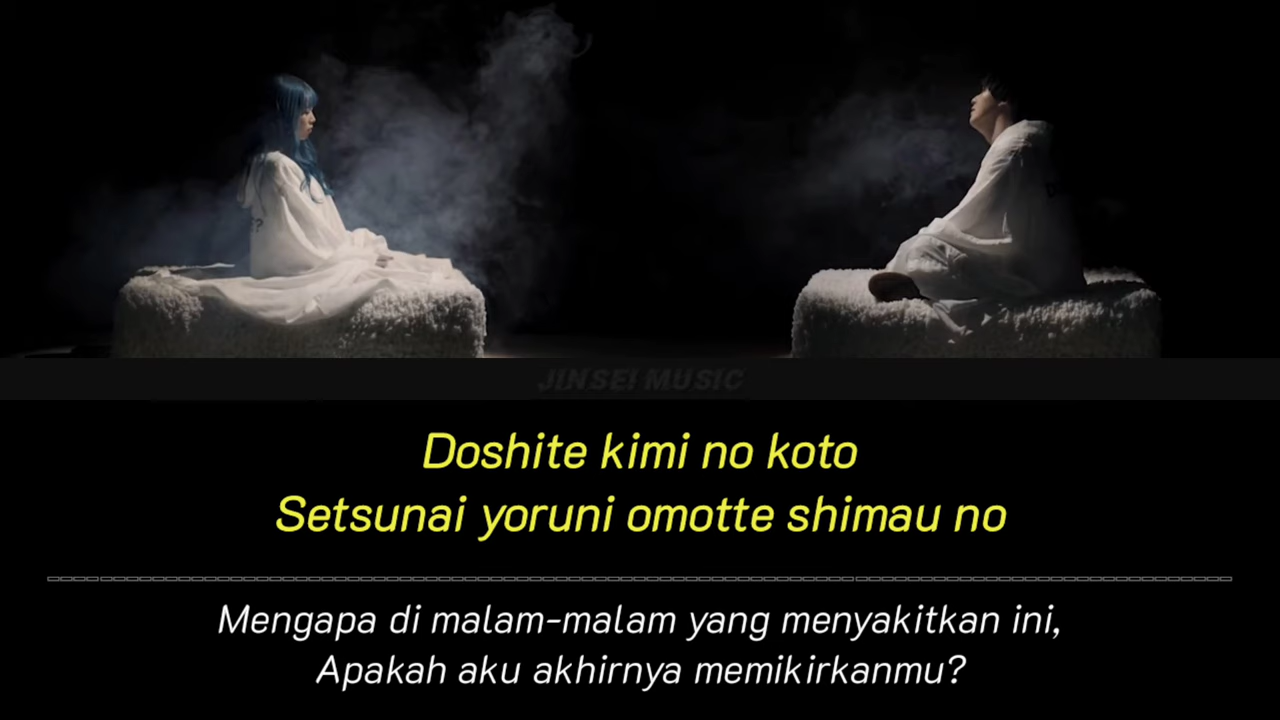 JINSEI MUSIC
Doshite kimi no koto
Setsunai yoruni omotte shimau no
Mengapa di malam-malam yang menyakitkan ini,
Apakah aku akhirnya memikirkanmu?